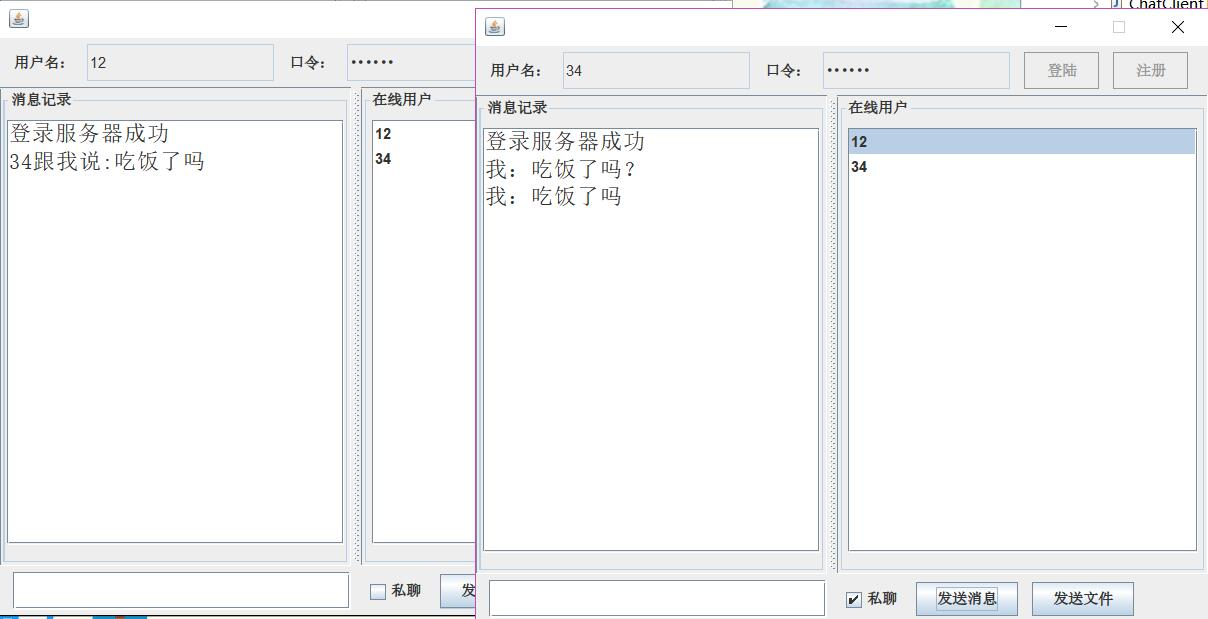 ChatClient
用户名： 12 口令： ••••••
消息记录
登录服务器成功
34跟我说:吃饭了吗
在线用户
12
34
私聊 发
用户名： 34 口令： •••••• 登陆 注册
消息记录
登录服务器成功
我：吃饭了吗？
我：吃饭了吗
在线用户
12
34
私聊 发送消息 发送文件